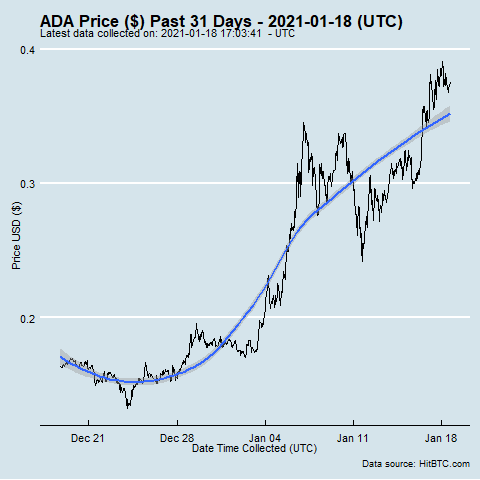 ADA Price ($) Past 31 Days - 2021-01-18 (UTC)
Latest data collected on: 2021-01-18 17:03:41  - UTC
0.4
0.3
0.2
Price USD ($)
Dec 21
Dec 28
Jan 04
Jan 11
Jan 18
Date Time Collected (UTC)
Data source: HitBTC.com